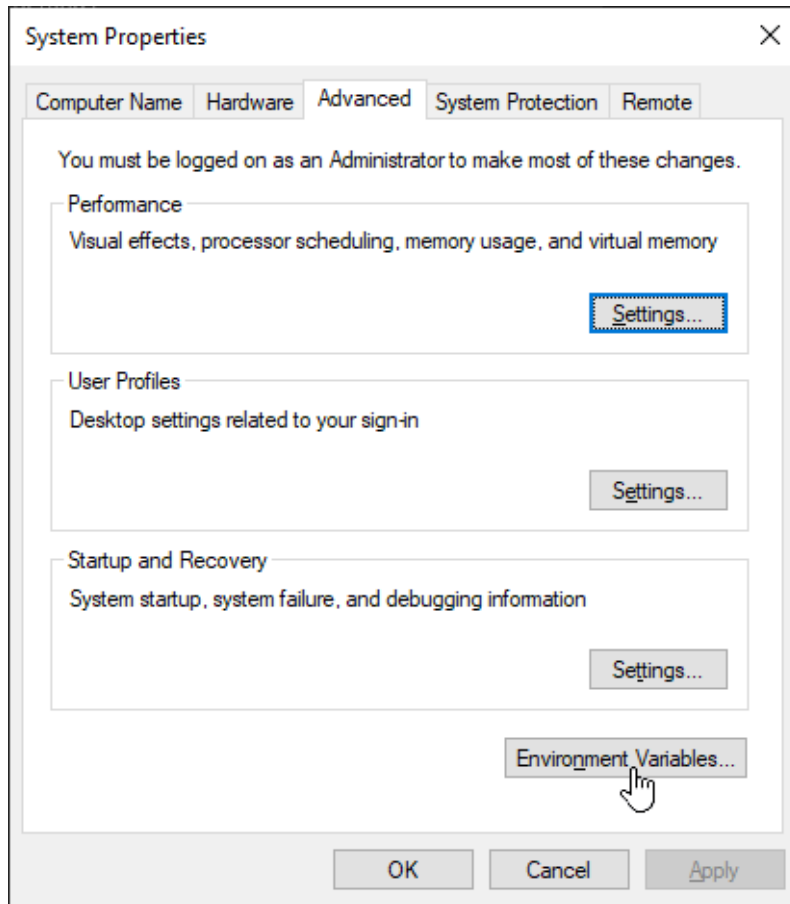 System Properties
Computer Name
Hardware
Advanced
System Protection
Remote
You must be logged on as an Administrator to make most of these changes.
Performance
Visual effects, processor scheduling, memory usage, and virtual memory
Settings...
User Profiles
Desktop settings related to your sign-in
Settings...
Startup and Recovery
System startup, system failure, and debugging information
Settings...
Environment Variables...
OK
Cancel
Apply